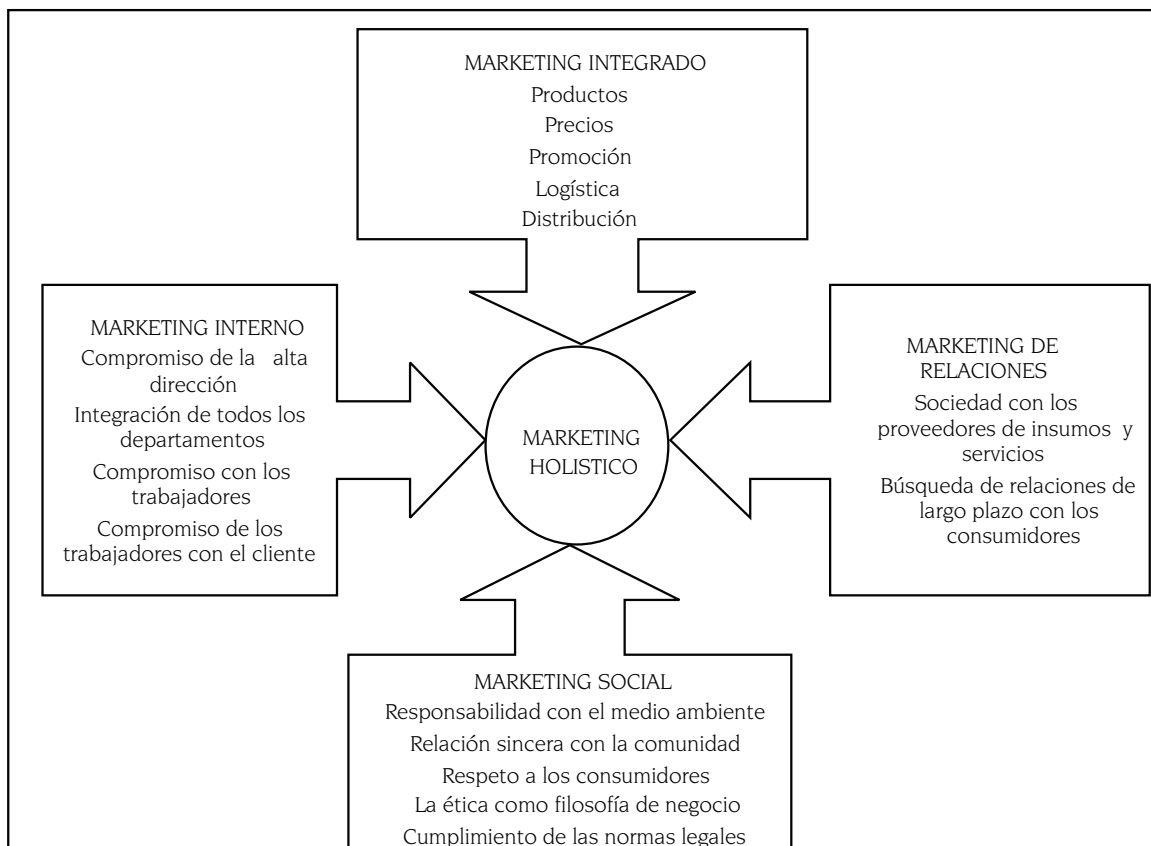 MARKETING INTEGRADO
Productos
Precios
Promoción
Logística
Distribución
MARKETING INTERNO
Compromiso de la alta
dirección
Integración de todos los
departamentos
Compromiso con los
trabajadores
Compromiso de los
trabajadores con el cliente
MARKETING
HOLISTICO
MARKETING DE
RELACIONES
Sociedad con los
proveedores de insumos y
servicios
Búsqueda de relaciones de
largo plazo con los
consumidores
MARKETING SOCIAL
Responsabilidad con el medio ambiente
Relación sincera con la comunidad
Respeto a los consumidores
La ética como filosofía de negocio
Cumplimiento de las normas legales